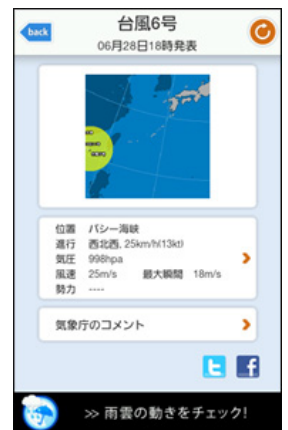 back
台風6号
06月28日18時発表
位置 バシー海峡
進行 西北西, 25km/h(13kt)
気圧 998hpa
風速 25m/s 最大瞬間 18m/s
勢力 ----
気象庁のコメント
>> 雨雲の動きをチェック!